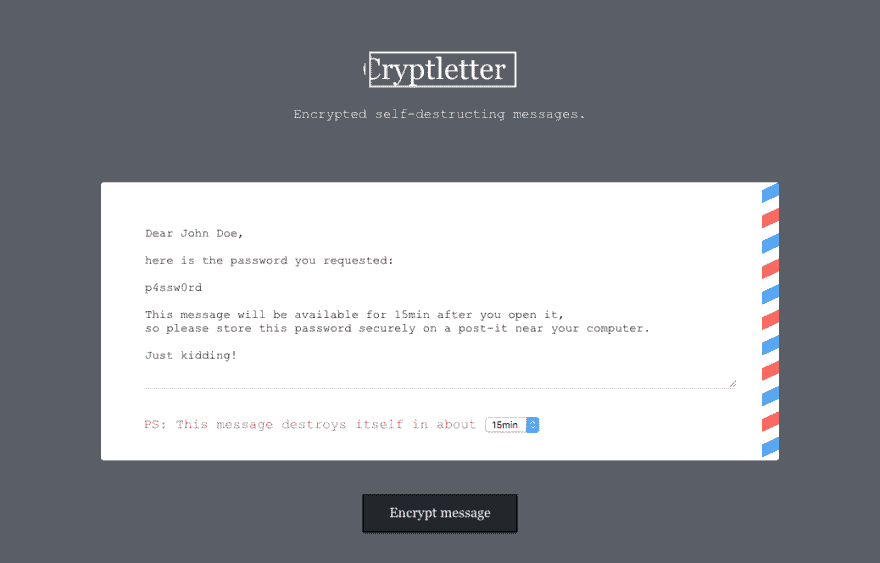 Cryptletter
Encrypted self-destructing messages.
Dear John Doe,
here is the password you requested:
p4ssw0rd
This message will be available for 15min after you open it,
so please store this password securely on a post-it near your computer.
Just kidding!
PS: This message destroys itself in about 15min
Encrypt message